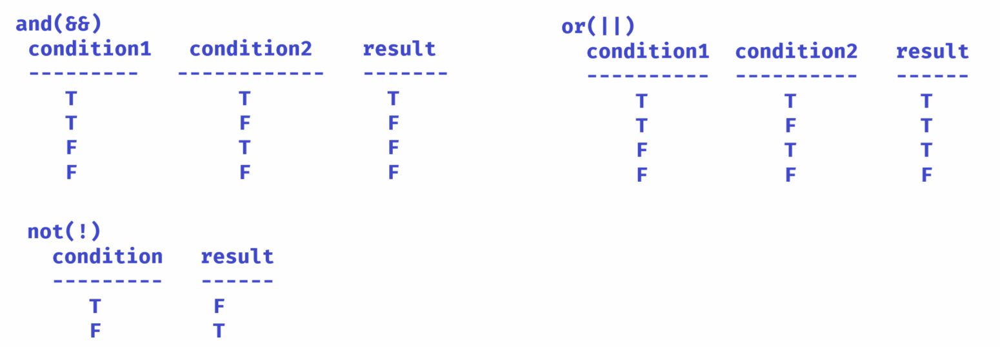 and(&&)
condition1 condition2 result
--------- ------------ -------
T T T
T F F
F T F
F F F
or(||)
condition1 condition2 result
---------- ---------- ------
T T T
T F T
F T T
F F F
not(!)
condition result
--------- ------
T F
F T